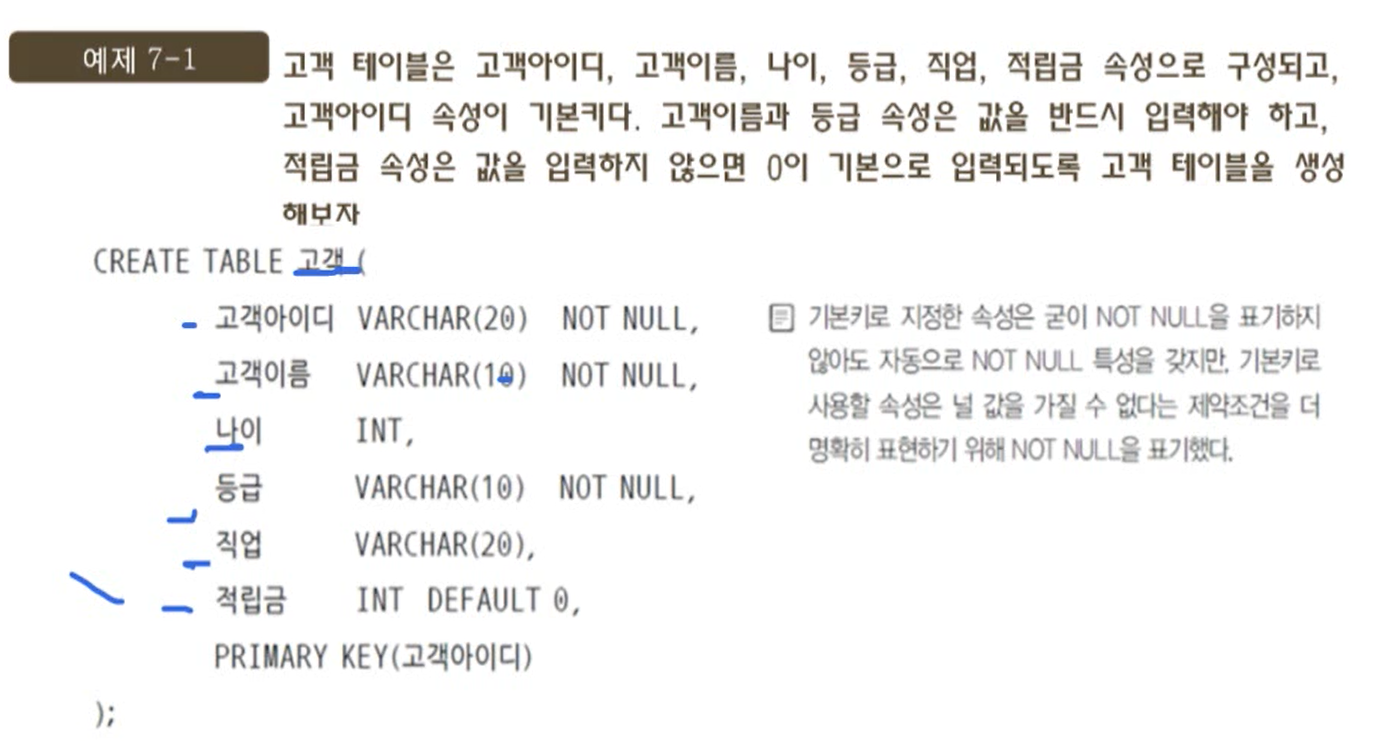 예제 7-1
고객 테이블은 고객아이디, 고객이름, 나이, 등급, 직업, 적립금 속성으로 구성되고,
고객아이디 속성이 기본키다. 고객이름과 등급 속성은 값을 반드시 입력해야 하고,
적립금 속성은 값을 입력하지 않으면 0이 기본으로 입력되도록 고객 테이블을 생성
해보자
CREATE TABLE 고객 (
고객아이디 VARCHAR(20) NOT NULL,
고객이름 VARCHAR(10) NOT NULL,
나이 INT,
등급 VARCHAR(10) NOT NULL,
직업 VARCHAR(20),
적립금 INT DEFAULT 0,
PRIMARY KEY(고객아이디)
);
기본키로 지정한 속성은 굳이 NOT NULL을 표기하지
않아도 자동으로 NOT NULL 특성을 갖지만, 기본키로
사용할 속성은 널 값을 가질 수 없다는 제약조건을 더
명확히 표현하기 위해 NOT NULL을 표기했다.